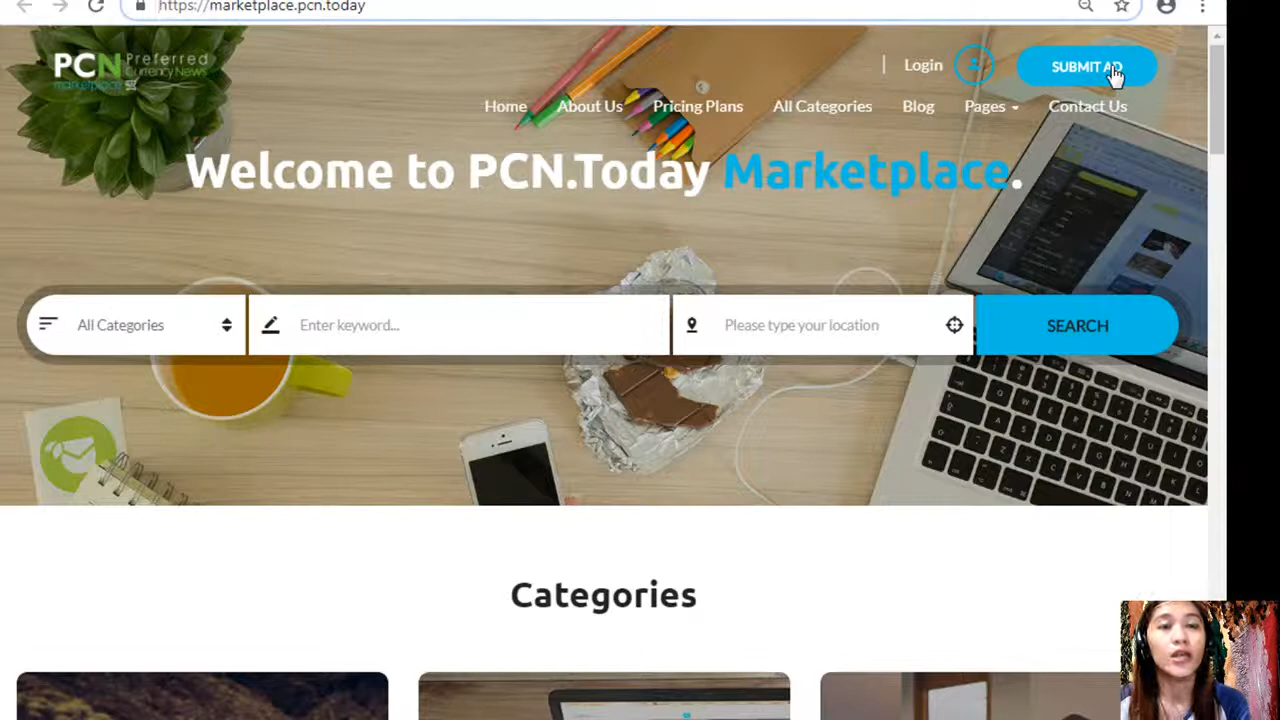 https://marketplace.pcn.today
PCN Preferred Currency News
marketplace
Login
SUBMIT AD
Home
About Us
Pricing Plans
All Categories
Blog
Pages
Contact Us
Welcome to PCN.Today Marketplace.
All Categories
Enter keyword...
Please type your location
SEARCH
Categories